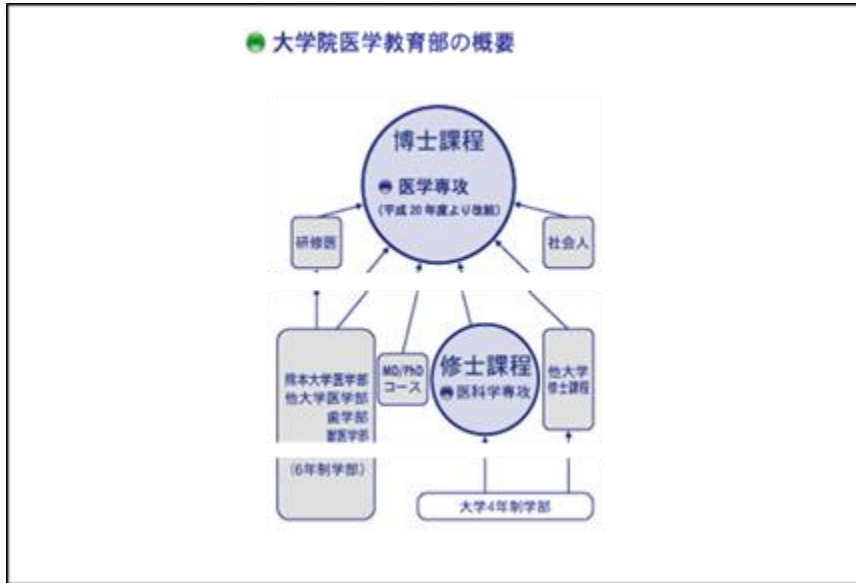 大学院医学教育部の概要
博士課程
医学専攻
(平成20年度より改組)
研修医
社会人
熊本大学医学部
他大学医学部
歯学部
獣医学部
(6年制学部)
MD/PhD
コース
修士課程
医科学専攻
他大学
修士課程
大学4年制学部